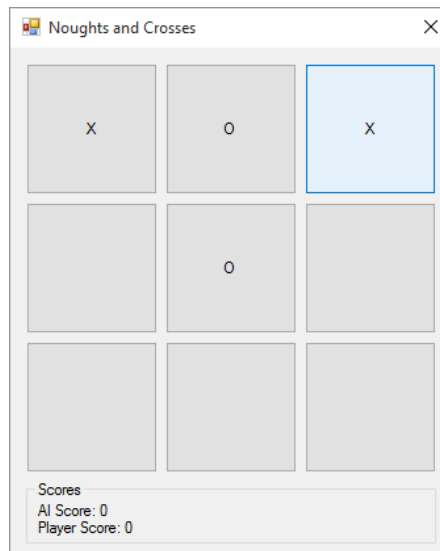 Noughts and Crosses
X O X
O
Scores
AI Score: 0
Player Score: 0